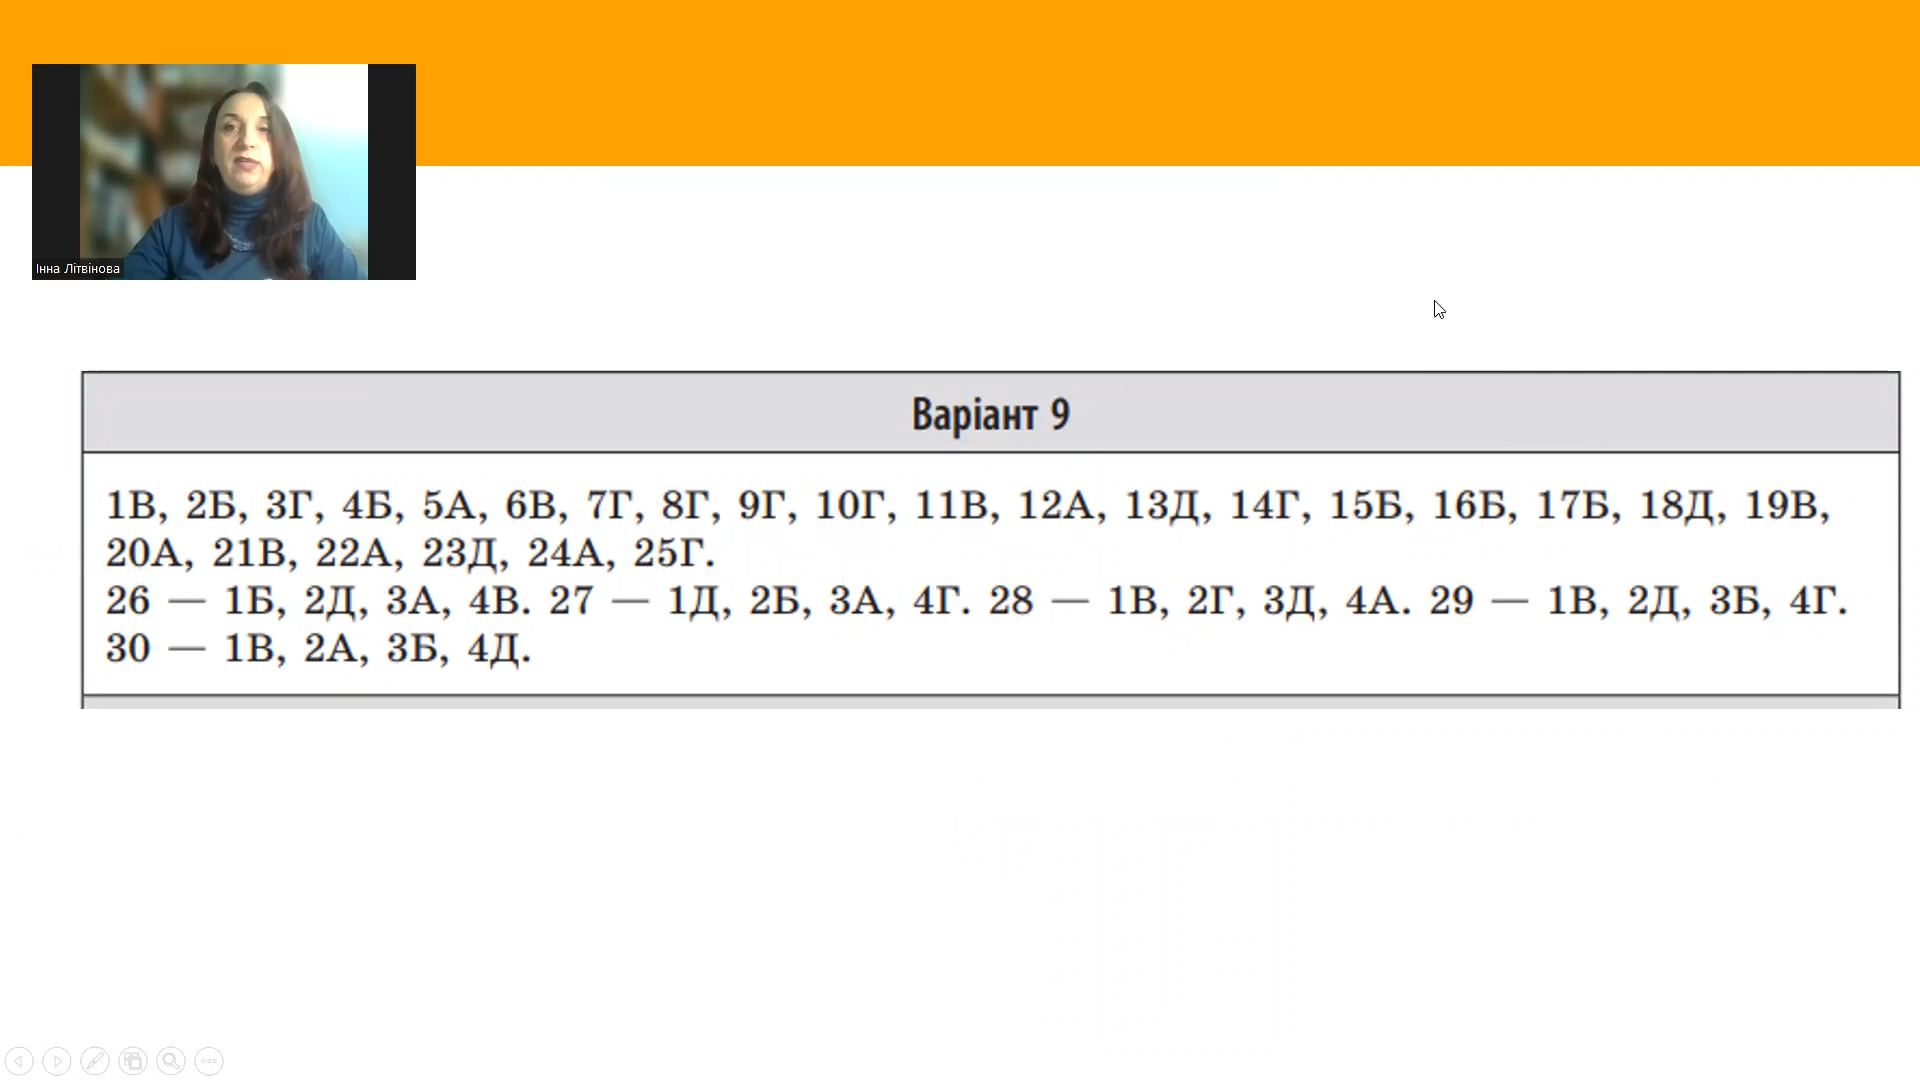 Інна Літвінова
Варіант 9
1В, 2Б, 3Г, 4Б, 5А, 6В, 7Г, 8Г, 9Г, 10Г, 11В, 12А, 13Д, 14Г, 15Б, 16Б, 17Б, 18Д, 19В,
20А, 21В, 22А, 23Д, 24А, 25Г.
26 — 1Б, 2Д, 3А, 4В. 27 — 1Д, 2Б, 3А, 4Г. 28 — 1В, 2Г, 3Д, 4А. 29 — 1В, 2Д, 3Б, 4Г.
30 — 1В, 2А, 3Б, 4Д.